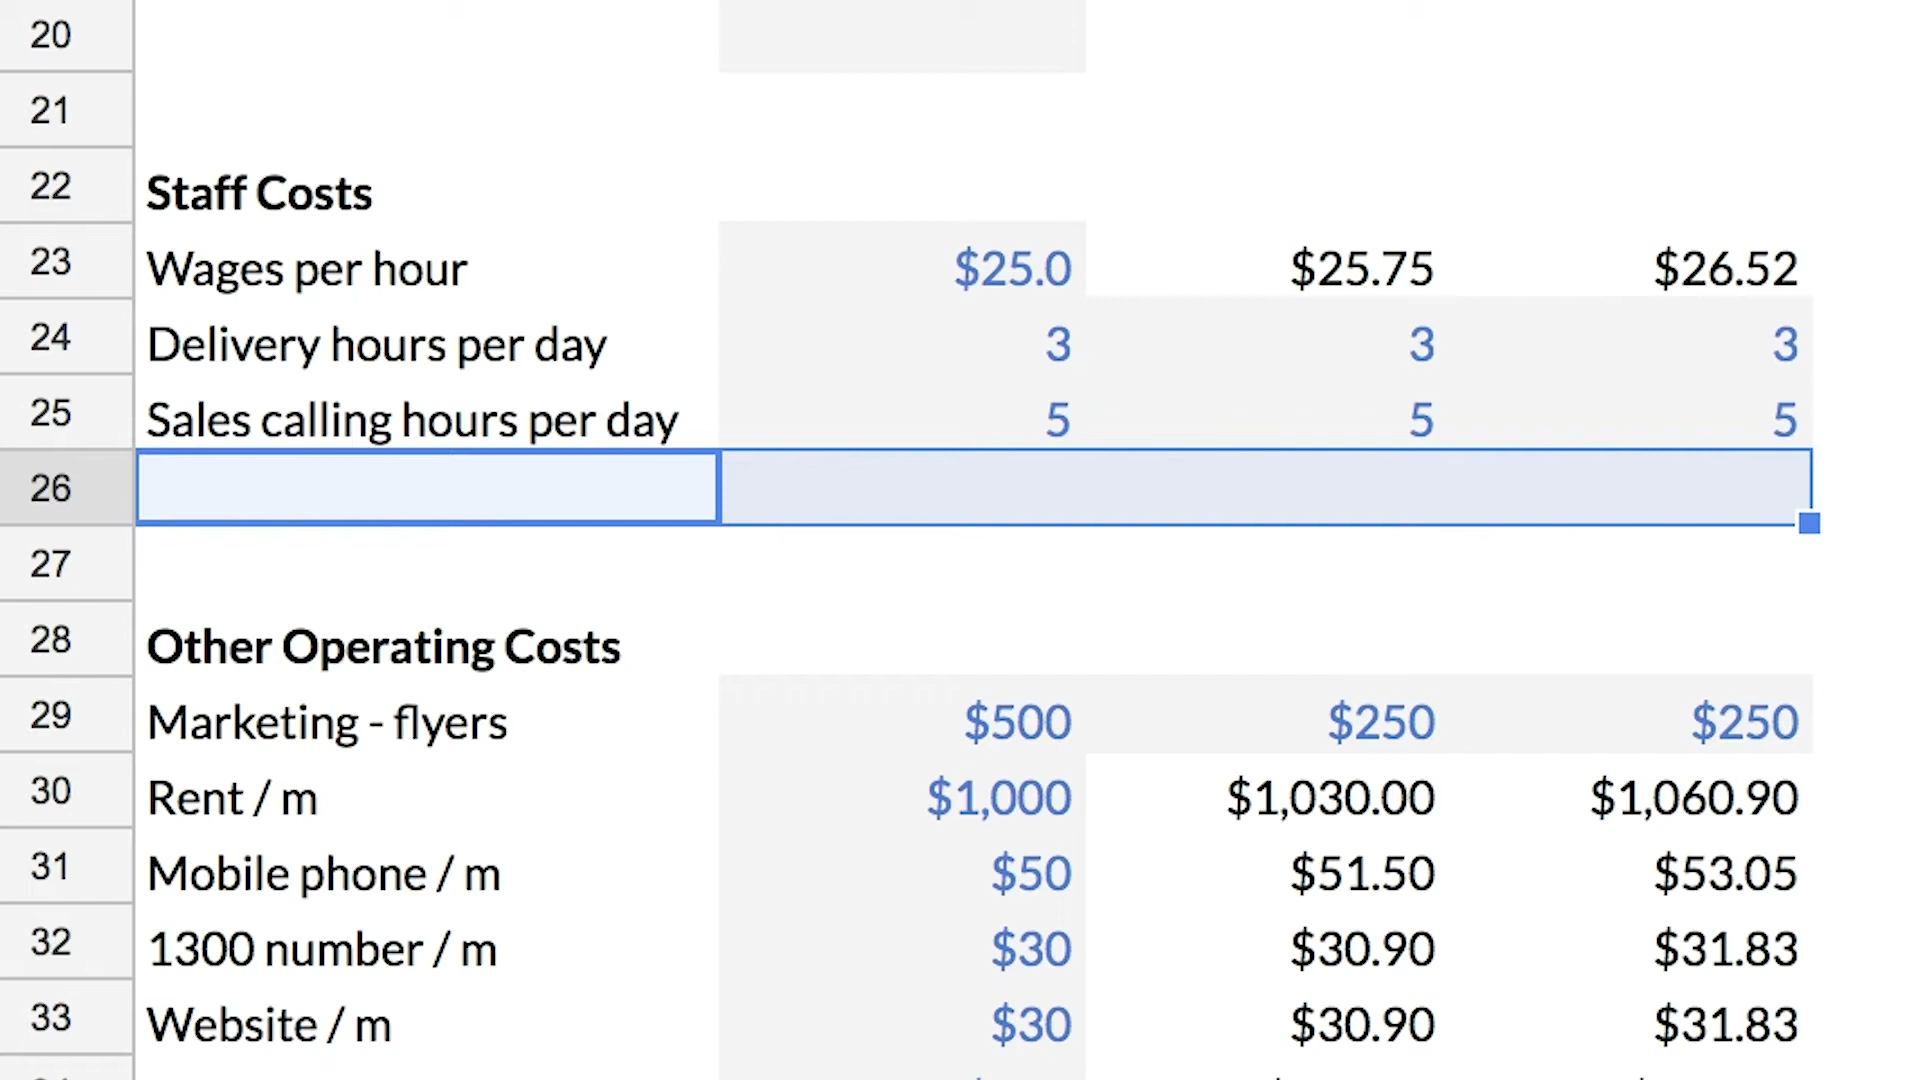 20
21
22 Staff Costs
23 Wages per hour $25.0 $25.75 $26.52
24 Delivery hours per day 3 3 3
25 Sales calling hours per day 5 5 5
26
27
28 Other Operating Costs
29 Marketing - flyers $500 $250 $250
30 Rent / m $1,000 $1,030.00 $1,060.90
31 Mobile phone / m $50 $51.50 $53.05
32 1300 number / m $30 $30.90 $31.83
33 Website / m $30 $30.90 $31.83